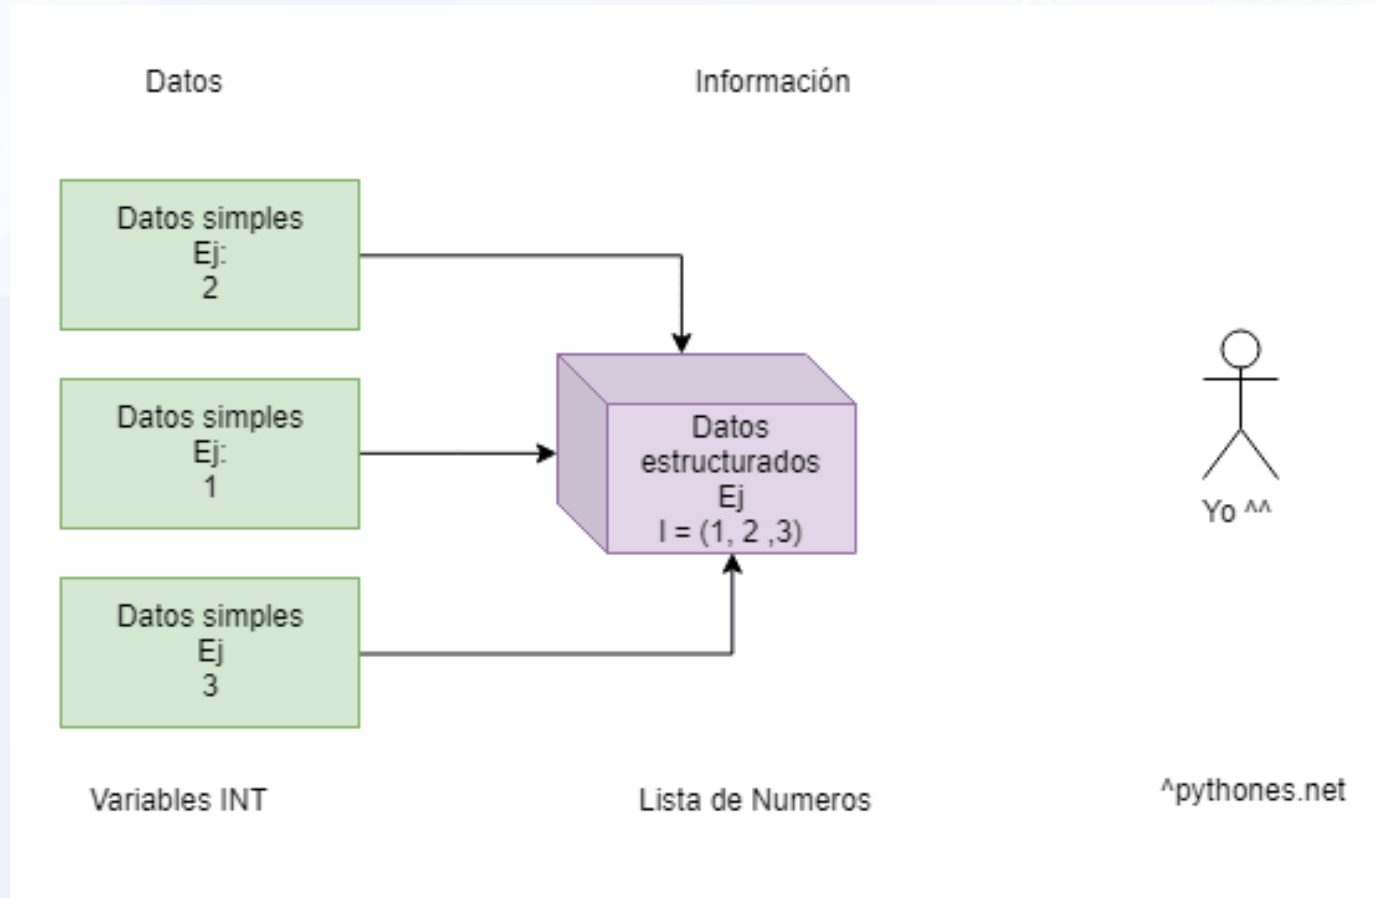 Datos
Información
Datos simples
Ej:
2
Datos simples
Ej:
1
Datos simples
Ej
3
Datos
estructurados
Ej
l = (1, 2 ,3)
Yo ^^
Variables INT
Lista de Numeros
^pythones.net